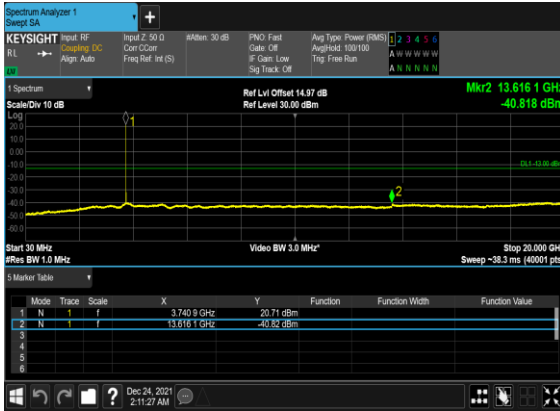 Spectrum Analyzer 1
Swept SA
+
KEYSIGHT
RL
Input: RF
Coupling: DC
Align: Auto
Input Z: 50 Ω
Corr CCorr
Freq Ref: Int (S)
#Atten: 30 dB
PNO: Fast
Gate: Off
IF Gain: Low
Sig Track: Off
Avg Type: Power (RMS)
Avg|Hold: 100/100
Trig: Free Run
1 2 3 4 5 6
A W W W W W
A N N N N N
1 Spectrum
Scale/Div 10 dB
Ref Lvl Offset 14.97 dB
Ref Level 30.00 dBm
Mkr2 13.616 1 GHz
-40.818 dBm
Log
20.0
10.0
0.00
-10.0
-20.0
-30.0
-40.0
-50.0
-60.0
1
2
DL1 -13.00 dBm
Start 30 MHz
#Res BW 1.0 MHz
Video BW 3.0 MHz*
Stop 20.000 GHz
Sweep ~38.3 ms (40001 pts)
5 Marker Table
Mode Trace Scale X Y Function Function Width Function Value
1 N 1 f 3.740 9 GHz 20.71 dBm
2 N 1 f 13.616 1 GHz -40.82 dBm
3
4
5
6
?
Dec 24, 2021
2:11:27 AM